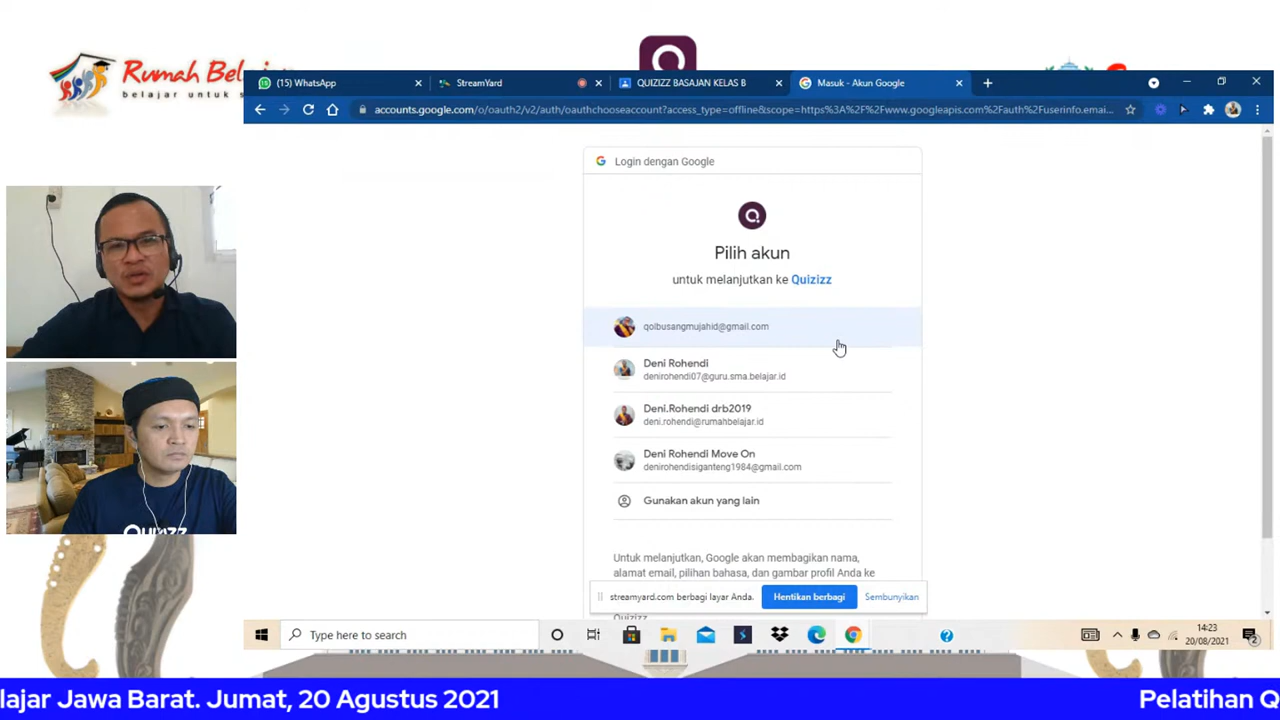 Rumah Be
belajar untuk s
(15) WhatsApp
StreamYard
QUIZIZZ BASAJAN KELAS B
Masuk - Akun Google
accounts.google.com/o/oauth2/v2/auth/oauthchooseaccount?access_type=offline&scope=https%3A%2F%2Fwww.googleapis.com%2Fauth%2Fuserinfo.emai...
Login dengan Google
Pilih akun
untuk melanjutkan ke Quizizz
qolbusangmujahid@gmail.com
Deni Rohendi
denirohendi07@guru.sma.belajar.id
Deni.Rohendi drb2019
deni.rohendi@rumahbelajar.id
Deni Rohendi Move On
denirohendisiganteng1984@gmail.com
Gunakan akun yang lain
Untuk melanjutkan, Google akan membagikan nama,
alamat email, pilihan bahasa, dan gambar profil Anda ke
streamyard.com berbagi layar Anda.
Hentikan berbagi
Sembunyikan
Quizizz
Type here to search
14:23
20/08/2021
2
elajar Jawa Barat. Jumat, 20 Agustus 2021
Pelatihan Q